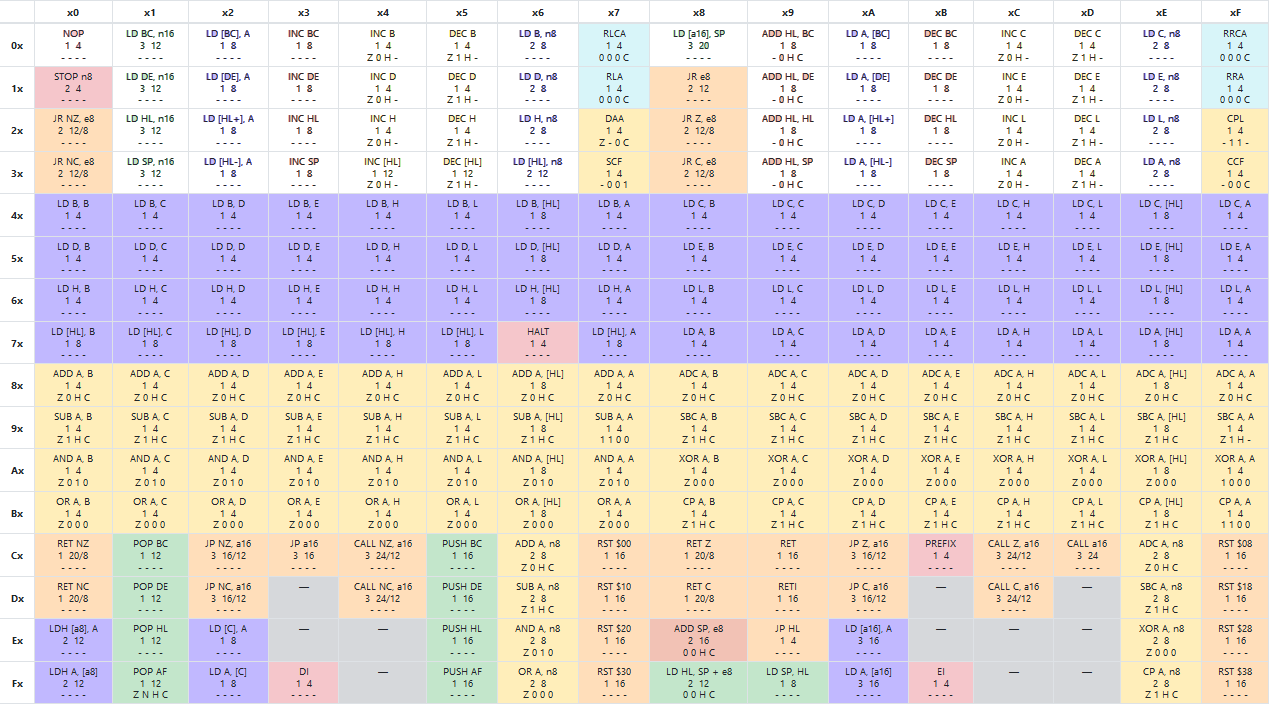 x0 x1 x2 x3 x4 x5 x6 x7 x8 x9 xA xB xC xD xE xF
NOP LD BC, n16 LD [BC], A INC BC INC B DEC B LD B, n8 RLCA LD [a16], SP ADD HL, BC LD A, [BC] DEC BC INC C DEC C LD C, n8 RRCA
0x 1 4 3 12 1 8 1 8 1 4 1 4 2 8 1 4 3 20 1 8 1 8 1 8 1 4 1 4 2 8 1 4
- - - - - - - - - - - - - - - - Z 0 H - Z 1 H - - - - - 0 0 0 C - - - - - 0 H C - - - - - - - - Z 0 H - Z 1 H - - - - - 0 0 0 C
STOP n8 LD DE, n16 LD [DE], A INC DE INC D DEC D LD D, n8 RLA JR e8 ADD HL, DE LD A, [DE] DEC DE INC E DEC E LD E, n8 RRA
1x 2 4 3 12 1 8 1 8 1 4 1 4 2 8 1 4 2 12 1 8 1 8 1 8 1 4 1 4 2 8 1 4
- - - - - - - - - - - - - - - - Z 0 H - Z 1 H - - - - - 0 0 0 C - - - - - 0 H C - - - - - - - - Z 0 H - Z 1 H - - - - - 0 0 0 C
JR NZ, e8 LD HL, n16 LD [HL+], A INC HL INC H DEC H LD H, n8 DAA JR Z, e8 ADD HL, HL LD A, [HL+] DEC HL INC L DEC L LD L, n8 CPL
2x 2 12/8 3 12 1 8 1 8 1 4 1 4 2 8 1 4 2 12/8 1 8 1 8 1 8 1 4 1 4 2 8 1 4
- - - - - - - - - - - - - - - - Z 0 H - Z 1 H - - - - - Z - 0 C - - - - - 0 H C - - - - - - - - Z 0 H - Z 1 H - - - - - - 1 1 -
JR NC, e8 LD SP, n16 LD [HL-], A INC SP INC [HL] DEC [HL] LD [HL], n8 SCF JR C, e8 ADD HL, SP LD A, [HL-] DEC SP INC A DEC A LD A, n8 CCF
3x 2 12/8 3 12 1 8 1 8 1 12 1 12 2 12 1 4 2 12/8 1 8 1 8 1 8 1 4 1 4 2 8 1 4
- - - - - - - - - - - - - - - - Z 0 H - Z 1 H - - - - - - 0 0 1 - - - - - 0 H C - - - - - - - - Z 0 H - Z 1 H - - - - - - 0 0 C
LD B, B LD B, C LD B, D LD B, E LD B, H LD B, L LD B, [HL] LD B, A LD C, B LD C, C LD C, D LD C, E LD C, H LD C, L LD C, [HL] LD C, A
4x 1 4 1 4 1 4 1 4 1 4 1 4 1 8 1 4 1 4 1 4 1 4 1 4 1 4 1 4 1 8 1 4
- - - - - - - - - - - - - - - - - - - - - - - - - - - - - - - - - - - - - - - - - - - - - - - - - - - - - - - - - - - - - - - -
LD D, B LD D, C LD D, D LD D, E LD D, H LD D, L LD D, [HL] LD D, A LD E, B LD E, C LD E, D LD E, E LD E, H LD E, L LD E, [HL] LD E, A
5x 1 4 1 4 1 4 1 4 1 4 1 4 1 8 1 4 1 4 1 4 1 4 1 4 1 4 1 4 1 8 1 4
- - - - - - - - - - - - - - - - - - - - - - - - - - - - - - - - - - - - - - - - - - - - - - - - - - - - - - - - - - - - - - - -
LD H, B LD H, C LD H, D LD H, E LD H, H LD H, L LD H, [HL] LD H, A LD L, B LD L, C LD L, D LD L, E LD L, H LD L, L LD L, [HL] LD L, A
6x 1 4 1 4 1 4 1 4 1 4 1 4 1 8 1 4 1 4 1 4 1 4 1 4 1 4 1 4 1 8 1 4
- - - - - - - - - - - - - - - - - - - - - - - - - - - - - - - - - - - - - - - - - - - - - - - - - - - - - - - - - - - - - - - -
LD [HL], B LD [HL], C LD [HL], D LD [HL], E LD [HL], H LD [HL], L HALT LD [HL], A LD A, B LD A, C LD A, D LD A, E LD A, H LD A, L LD A, [HL] LD A, A
7x 1 8 1 8 1 8 1 8 1 8 1 8 1 4 1 8 1 4 1 4 1 4 1 4 1 4 1 4 1 8 1 4
- - - - - - - - - - - - - - - - - - - - - - - - - - - - - - - - - - - - - - - - - - - - - - - - - - - - - - - - - - - - - - - -
ADD A, B ADD A, C ADD A, D ADD A, E ADD A, H ADD A, L ADD A, [HL] ADD A, A ADC A, B ADC A, C ADC A, D ADC A, E ADC A, H ADC A, L ADC A, [HL] ADC A, A
8x 1 4 1 4 1 4 1 4 1 4 1 4 1 8 1 4 1 4 1 4 1 4 1 4 1 4 1 4 1 8 1 4
Z 0 H C Z 0 H C Z 0 H C Z 0 H C Z 0 H C Z 0 H C Z 0 H C Z 0 H C Z 0 H C Z 0 H C Z 0 H C Z 0 H C Z 0 H C Z 0 H C Z 0 H C Z 0 H C
SUB A, B SUB A, C SUB A, D SUB A, E SUB A, H SUB A, L SUB A, [HL] SUB A, A SBC A, B SBC A, C SBC A, D SBC A, E SBC A, H SBC A, L SBC A, [HL] SBC A, A
9x 1 4 1 4 1 4 1 4 1 4 1 4 1 8 1 4 1 4 1 4 1 4 1 4 1 4 1 4 1 8 1 4
Z 1 H C Z 1 H C Z 1 H C Z 1 H C Z 1 H C Z 1 H C Z 1 H C 1 1 0 0 Z 1 H C Z 1 H C Z 1 H C Z 1 H C Z 1 H C Z 1 H C Z 1 H C Z 1 H -
AND A, B AND A, C AND A, D AND A, E AND A, H AND A, L AND A, [HL] AND A, A XOR A, B XOR A, C XOR A, D XOR A, E XOR A, H XOR A, L XOR A, [HL] XOR A, A
Ax 1 4 1 4 1 4 1 4 1 4 1 4 1 8 1 4 1 4 1 4 1 4 1 4 1 4 1 4 1 8 1 4
Z 0 1 0 Z 0 1 0 Z 0 1 0 Z 0 1 0 Z 0 1 0 Z 0 1 0 Z 0 1 0 Z 0 1 0 Z 0 0 0 Z 0 0 0 Z 0 0 0 Z 0 0 0 Z 0 0 0 Z 0 0 0 Z 0 0 0 1 0 0 0
OR A, B OR A, C OR A, D OR A, E OR A, H OR A, L OR A, [HL] OR A, A CP A, B CP A, C CP A, D CP A, E CP A, H CP A, L CP A, [HL] CP A, A
Bx 1 4 1 4 1 4 1 4 1 4 1 4 1 8 1 4 1 4 1 4 1 4 1 4 1 4 1 4 1 8 1 4
Z 0 0 0 Z 0 0 0 Z 0 0 0 Z 0 0 0 Z 0 0 0 Z 0 0 0 Z 0 0 0 Z 0 0 0 Z 1 H C Z 1 H C Z 1 H C Z 1 H C Z 1 H C Z 1 H C Z 1 H C 1 1 0 0
RET NZ POP BC JP NZ, a16 JP a16 CALL NZ, a16 PUSH BC ADD A, n8 RST $00 RET Z RET JP Z, a16 PREFIX CALL Z, a16 CALL a16 ADC A, n8 RST $08
Cx 1 20/8 1 12 3 16/12 3 16 3 24/12 1 16 2 8 1 16 1 20/8 1 16 3 16/12 1 4 3 24/12 3 24 2 8 1 16
- - - - - - - - - - - - - - - - - - - - - - - - Z 0 H C - - - - - - - - - - - - - - - - - - - - - - - - - - - - Z 0 H C - - - -
RET NC POP DE JP NC, a16 — CALL NC, a16 PUSH DE SUB A, n8 RST $10 RET C RETI JP C, a16 — CALL C, a16 — SBC A, n8 RST $18
Dx 1 20/8 1 12 3 16/12 3 24/12 1 16 2 8 1 16 1 20/8 1 16 3 16/12 3 24/12 2 8 1 16
- - - - - - - - - - - - - - - - - - - - Z 1 H C - - - - - - - - - - - - - - - - - - - - Z 1 H C - - - -
LDH [a8], A POP HL LD [C], A — — PUSH HL AND A, n8 RST $20 ADD SP, e8 JP HL LD [a16], A — — — XOR A, n8 RST $28
Ex 2 12 1 12 1 8 1 16 2 8 1 16 2 16 1 4 3 16 2 8 1 16
- - - - - - - - - - - - - - - - Z 0 1 0 - - - - 0 0 H C - - - - - - - - Z 0 0 0 - - - -
LDH A, [a8] POP AF LD A, [C] DI — PUSH AF OR A, n8 RST $30 LD HL, SP + e8 LD SP, HL LD A, [a16] EI — — CP A, n8 RST $38
Fx 2 12 1 12 1 8 1 4 1 16 2 8 1 16 2 12 1 8 3 16 1 4 2 8 1 16
- - - - Z N H C - - - - - - - - - - - - Z 0 0 0 - - - - 0 0 H C - - - - - - - - - - - - Z 1 H C - - - -